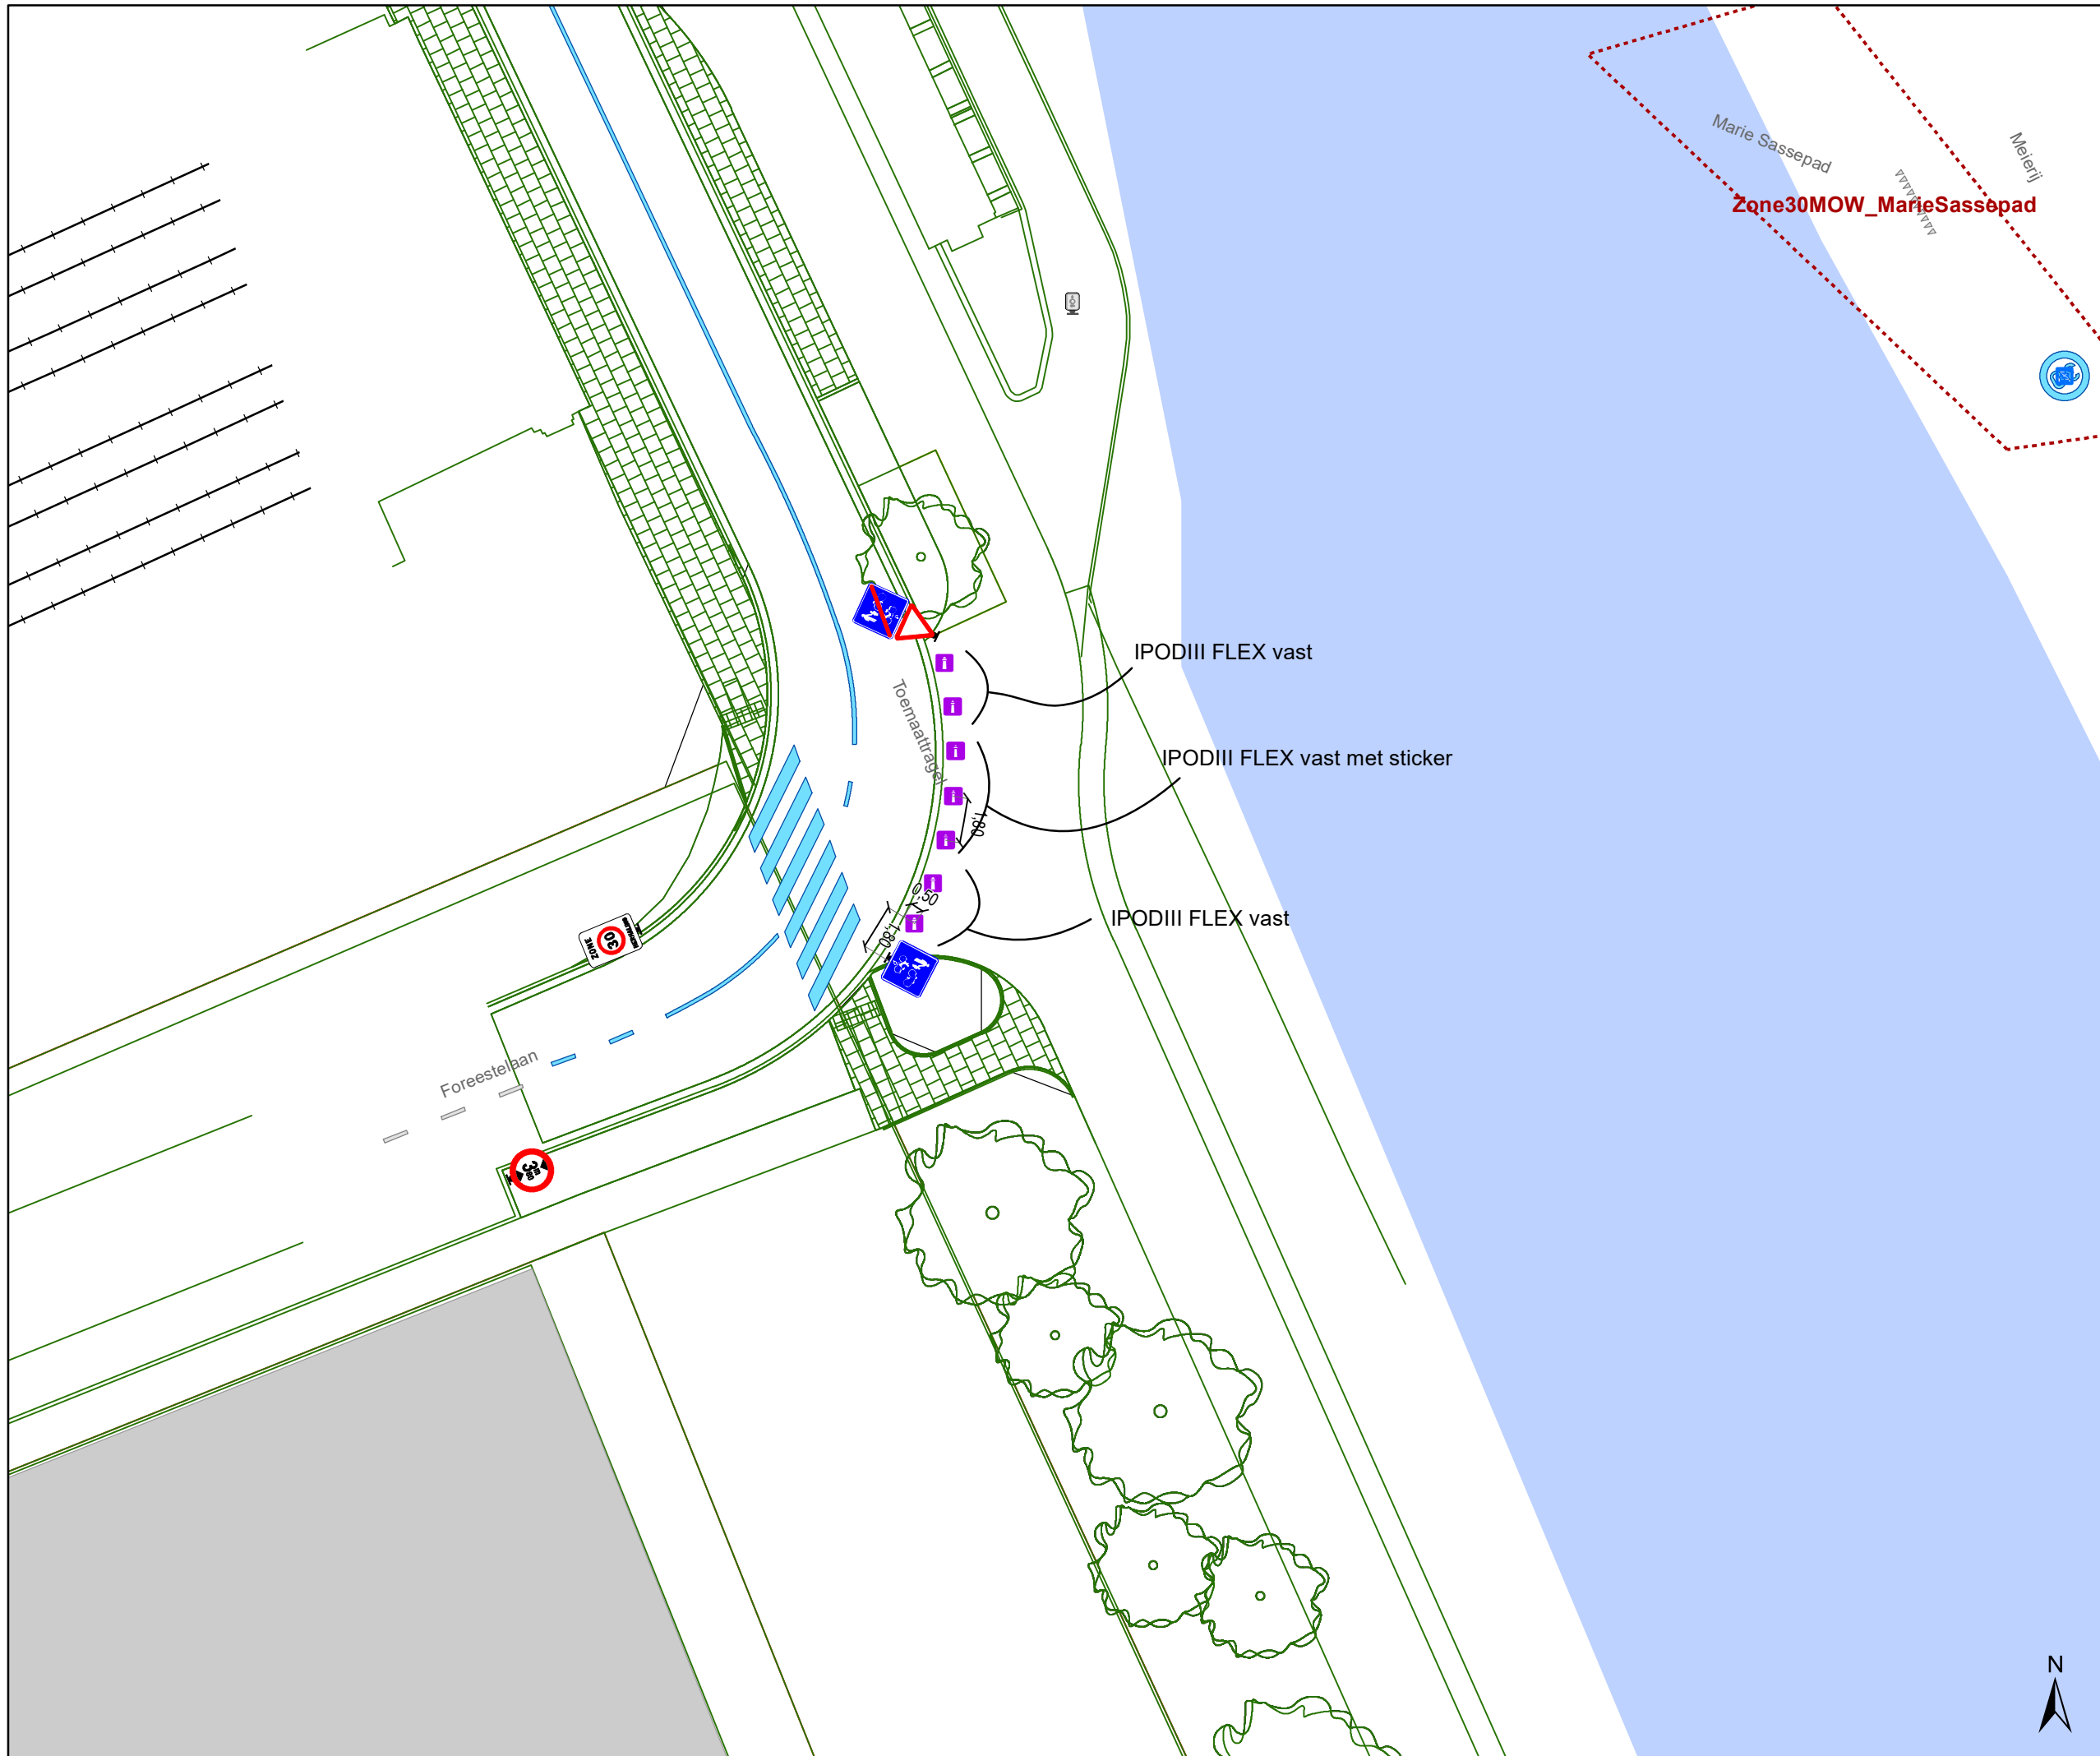 Marie Sassepad
Meierij
Zone30MOW_MarieSassepad
IPODIII FLEX vast
Toemaattragel
IPODIII FLEX vast met sticker
1,80
0,50
IPODIII FLEX vast
1,80
ZONE
30
Foreestelaan
N